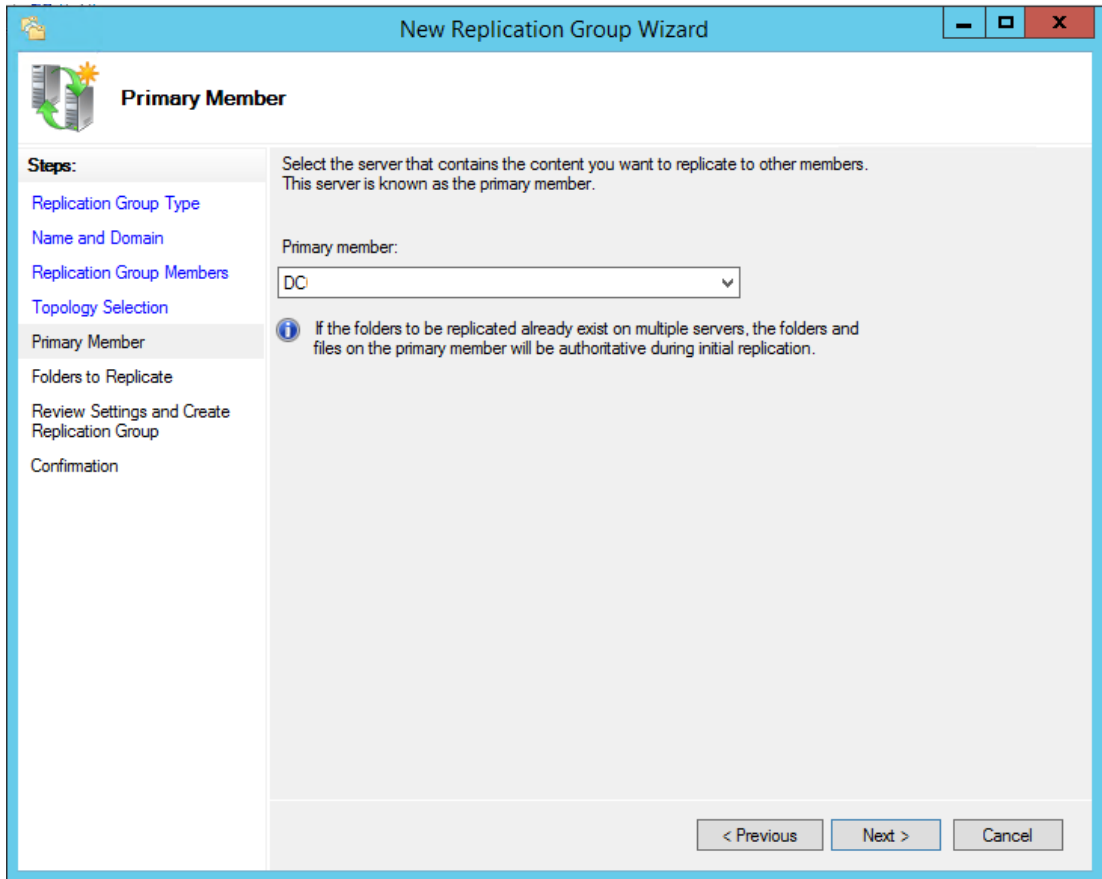 New Replication Group Wizard
Primary Member
Steps:
Replication Group Type
Name and Domain
Replication Group Members
Topology Selection
Primary Member
Folders to Replicate
Review Settings and Create
Replication Group
Confirmation
Select the server that contains the content you want to replicate to other members.
This server is known as the primary member.
Primary member:
DC
If the folders to be replicated already exist on multiple servers, the folders and
files on the primary member will be authoritative during initial replication.
< Previous
Next >
Cancel